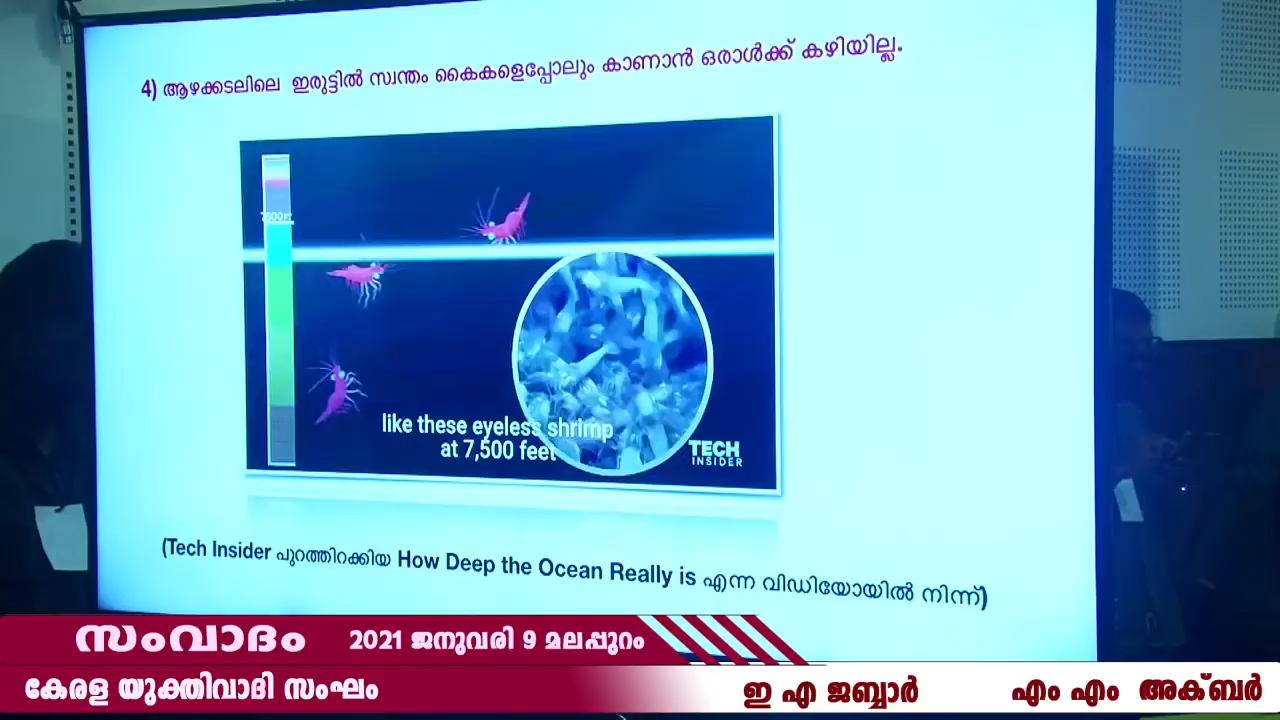 4) ആഴക്കടലിലെ ഇരുട്ടിൽ സ്വന്തം കൈകളെപ്പോലും കാണാൻ ഒരാൾക്ക് കഴിയില്ല.
7500FT
like these eyeless shrimp
at 7,500 feet
TECH
INSIDER
(Tech Insider പുറത്തിറക്കിയ How Deep the Ocean Really is എന്ന വിഡിയോയിൽ നിന്ന്)
സംവാദം 2021 ജനുവരി 9 മലപ്പുറം
കേരള യുക്തിവാദി സംഘം ഇ എ ജബ്ബാർ എം എം അക്ബർ